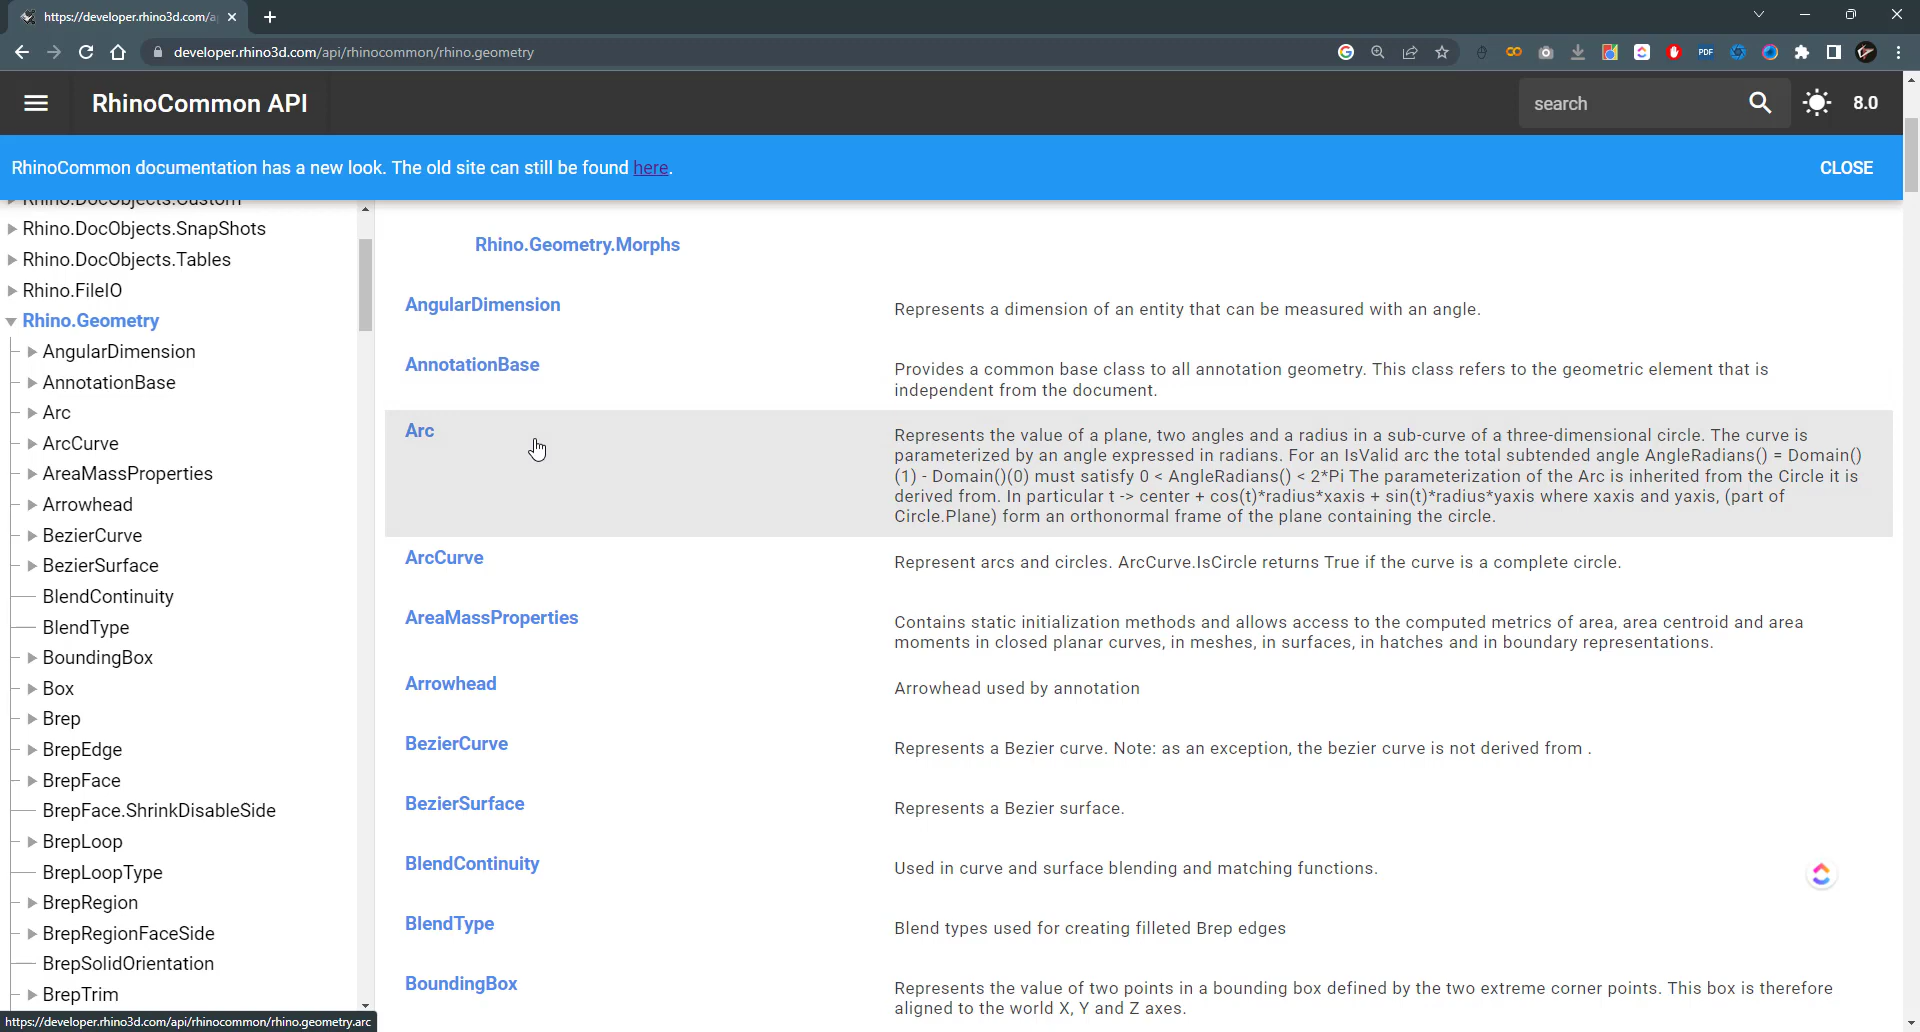 https://developer.rhino3d.com/a
developer.rhino3d.com/api/rhinocommon/rhino.geometry
PDF
RhinoCommon API
search
8.0
RhinoCommon documentation has a new look. The old site can still be found here.
CLOSE
Rhino.DocObjects.Custom
Rhino.DocObjects.SnapShots
Rhino.DocObjects.Tables
Rhino.FileIO
Rhino.Geometry
AngularDimension
AnnotationBase
Arc
ArcCurve
AreaMassProperties
Arrowhead
BezierCurve
BezierSurface
BlendContinuity
BlendType
BoundingBox
Box
Brep
BrepEdge
BrepFace
BrepFace.ShrinkDisableSide
BrepLoop
BrepLoopType
BrepRegion
BrepRegionFaceSide
BrepSolidOrientation
BrepTrim
https://developer.rhino3d.com/api/rhinocommon/rhino.geometry.arc
Rhino.Geometry.Morphs
AngularDimension
Represents a dimension of an entity that can be measured with an angle.
AnnotationBase
Provides a common base class to all annotation geometry. This class refers to the geometric element that is
independent from the document.
Arc
Represents the value of a plane, two angles and a radius in a sub-curve of a three-dimensional circle. The curve is
parameterized by an angle expressed in radians. For an IsValid arc the total subtended angle AngleRadians() = Domain()
(1) - Domain()(0) must satisfy 0 < AngleRadians() < 2*Pi The parameterization of the Arc is inherited from the Circle it is
derived from. In particular t -> center + cos(t)*radius*xaxis + sin(t)*radius*yaxis where xaxis and yaxis, (part of
Circle.Plane) form an orthonormal frame of the plane containing the circle.
ArcCurve
Represent arcs and circles. ArcCurve.IsCircle returns True if the curve is a complete circle.
AreaMassProperties
Contains static initialization methods and allows access to the computed metrics of area, area centroid and area
moments in closed planar curves, in meshes, in surfaces, in hatches and in boundary representations.
Arrowhead
Arrowhead used by annotation
BezierCurve
Represents a Bezier curve. Note: as an exception, the bezier curve is not derived from .
BezierSurface
Represents a Bezier surface.
BlendContinuity
Used in curve and surface blending and matching functions.
BlendType
Blend types used for creating filleted Brep edges
BoundingBox
Represents the value of two points in a bounding box defined by the two extreme corner points. This box is therefore
aligned to the world X, Y and Z axes.